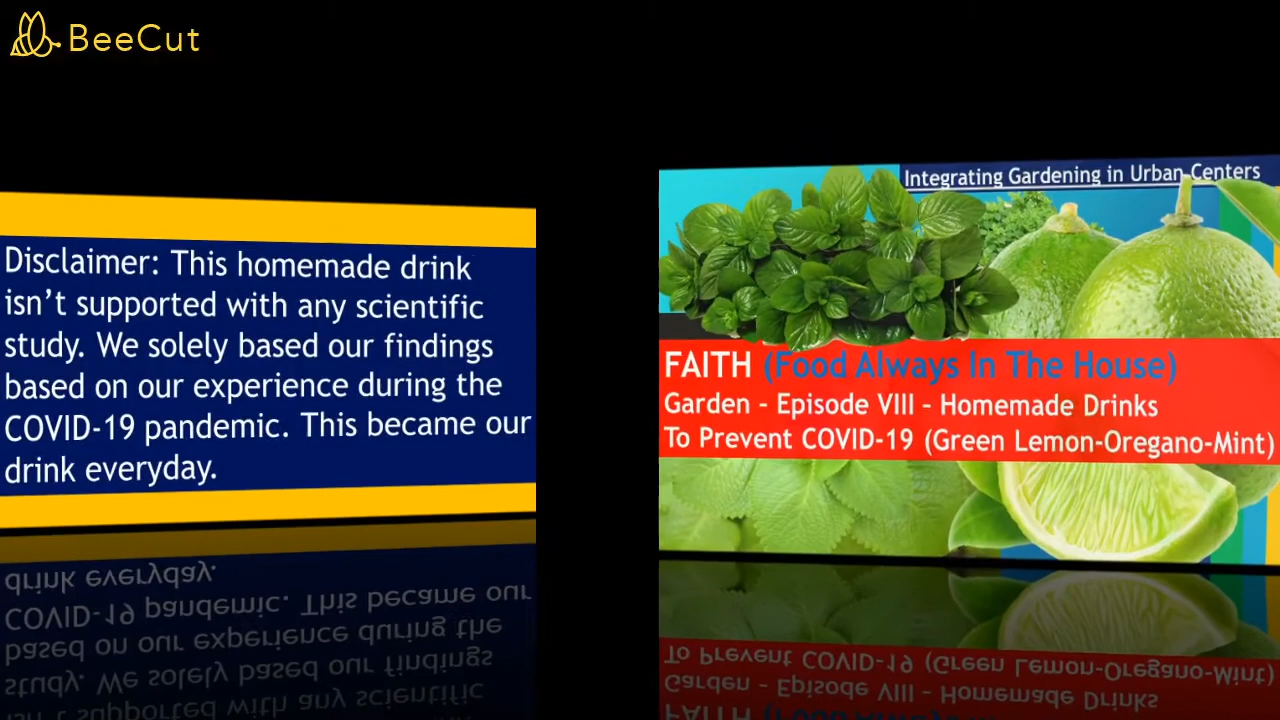 BeeCut
Disclaimer: This homemade drink
isn’t supported with any scientific
study. We solely based our findings
based on our experience during the
COVID-19 pandemic. This became our
drink everyday.
Integrating Gardening in Urban Centers
FAITH (Food Always In The House)
Garden - Episode VIII - Homemade Drinks
To Prevent COVID-19 (Green Lemon-Oregano-Mint)